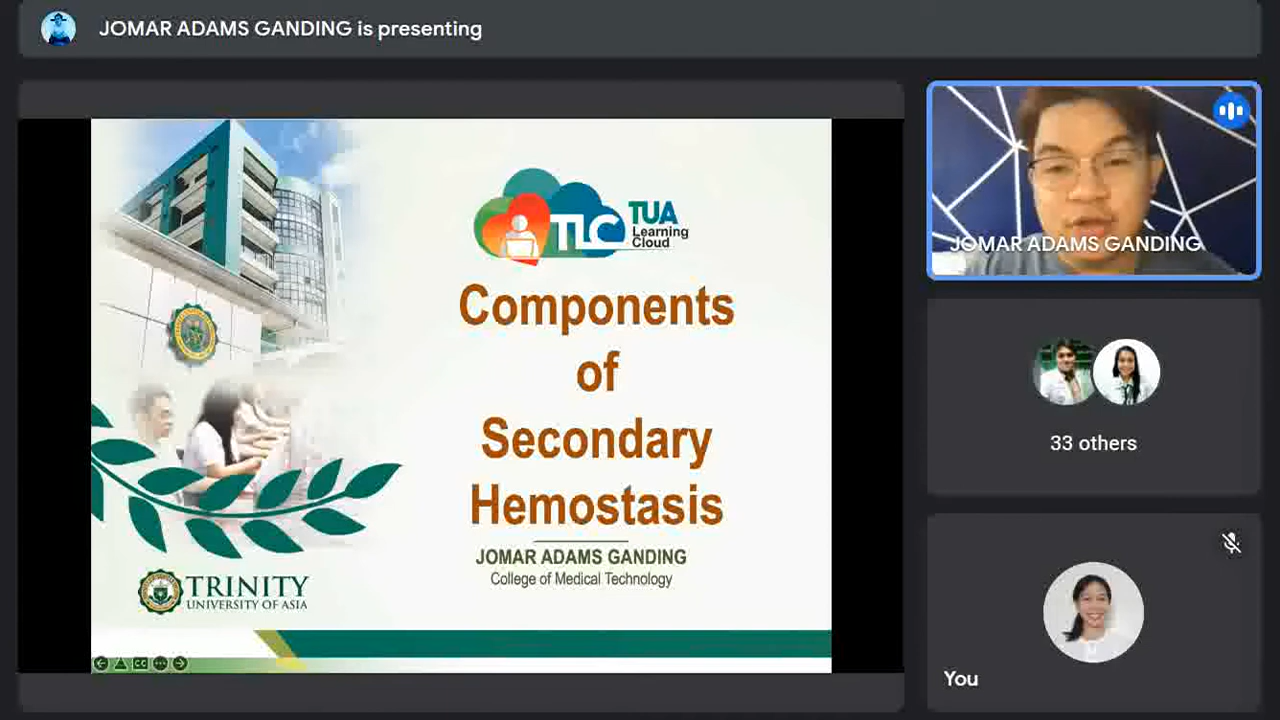 JOMAR ADAMS GANDING is presenting
TLC TUA
Learning
Cloud
Components
of
Secondary
Hemostasis
JOMAR ADAMS GANDING
College of Medical Technology
TRINITY
UNIVERSITY OF ASIA
CC
JOMAR ADAMS GANDING
33 others
You